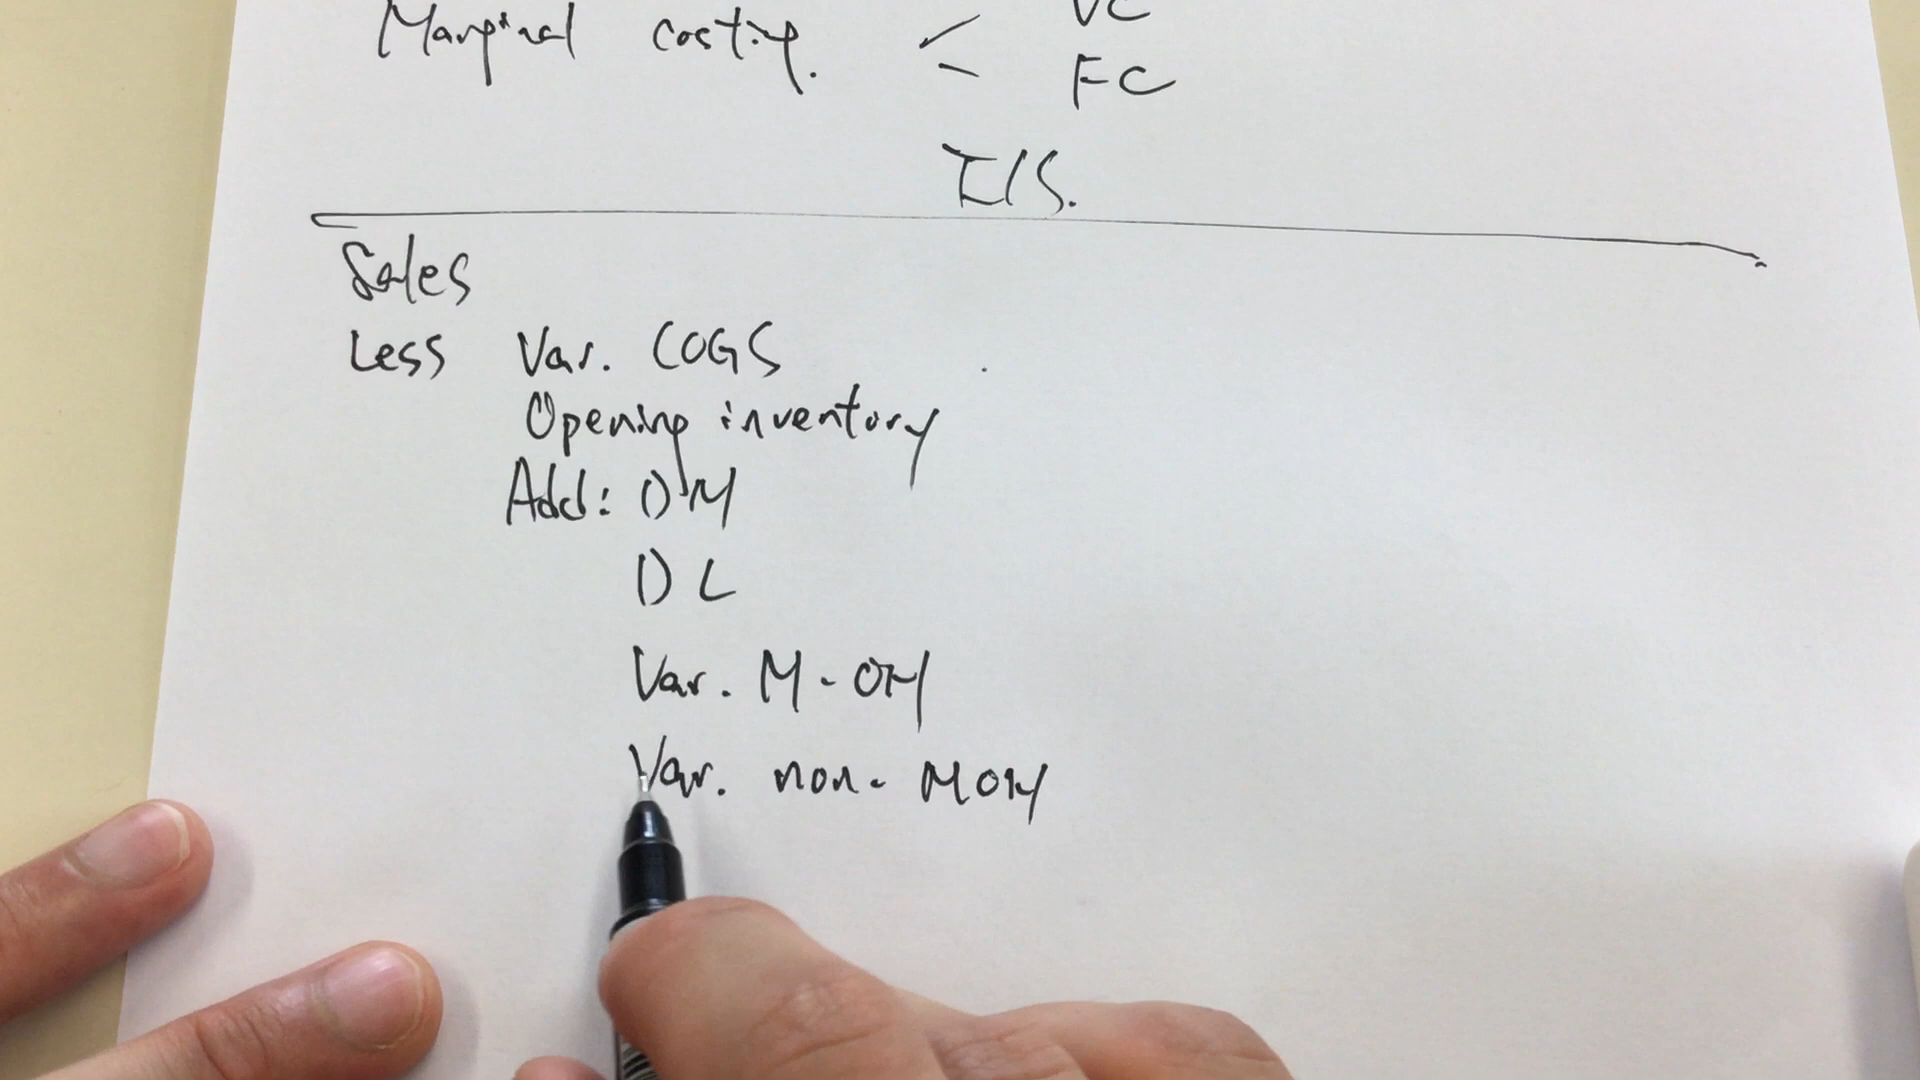 Marginal costing. VC
FC
I/S.
Sales
Less Var. COGS
Opening inventory
Add: DM
DL
Var. M-OH
Var. non-MOH